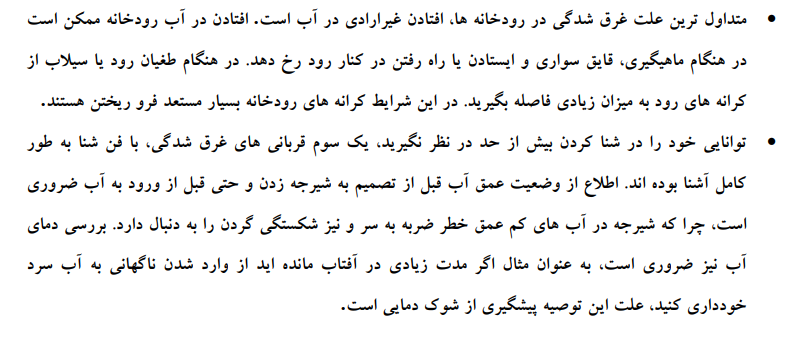 • متداول ترین علت غرق شدگی در رودخانه ها، افتادن غیرارادی در آب است. افتادن در آب رودخانه ممکن است
در هنگام ماهیگیری، قایق سواری و ایستادن یا راه رفتن در کنار رود رخ دهد. در هنگام طغیان رود یا سیلاب از
کرانه های رود به میزان زیادی فاصله بگیرید. در این شرایط کرانه های رودخانه بسیار مستعد فرو ریختن هستند.
• توانایی خود را در شنا کردن بیش از حد در نظر نگیرید، یک سوم قربانی های غرق شدگی، با فن شنا به طور
کامل آشنا بوده اند. اطلاع از وضعیت عمق آب قبل از تصمیم به شیرجه زدن و حتی قبل از ورود به آب ضروری
است، چرا که شیرجه در آب های کم عمق خطر ضربه به سر و نیز شکستگی گردن را به دنبال دارد. بررسی دمای
آب نیز ضروری است، به عنوان مثال اگر مدت زیادی در آفتاب مانده اید از وارد شدن ناگهانی به آب سرد
خودداری کنید، علت این توصیه پیشگیری از شوک دمایی است.